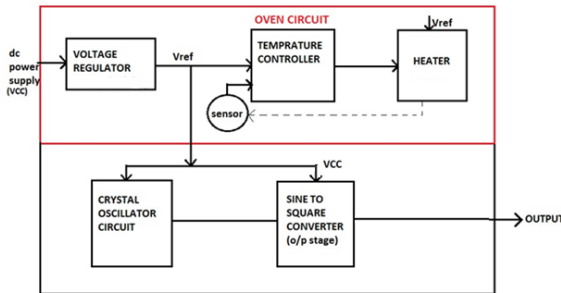 OVEN CIRCUIT
Vref
dc
power
supply
(VCC)
VOLTAGE
REGULATOR
Vref
TEMPRATURE
CONTROLLER
HEATER
sensor
VCC
CRYSTAL
OSCILLATOR
CIRCUIT
SINE TO
SQUARE
CONVERTER
(o/p stage)
OUTPUT